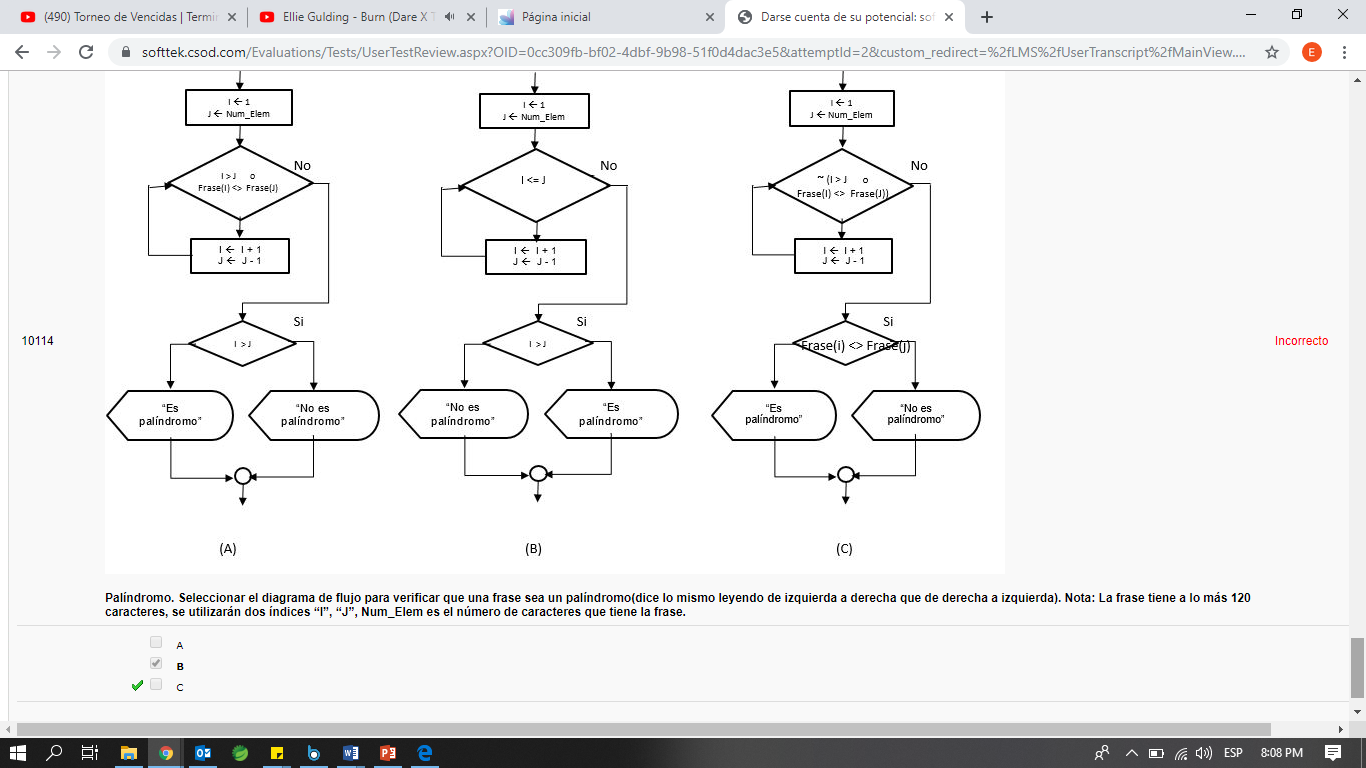 (490) Torneo de Vencidas | Termi
Ellie Gulding - Burn (Dare X T
Página inicial
Darse cuenta de su potencial: sof
softtek.csod.com/Evaluations/Tests/UserTestReview.aspx?OID=0cc309fb-bf02-4dbf-9b98-51f0d4dac3e5&attemptId=2&custom_redirect=%2fLMS%2fUserTranscript%2fMainView....
E
I ← 1
J ← Num_Elem
No
I > J o
Frase(I) <> Frase(J)
I ← I + 1
J ← J - 1
Si
I > J
“Es
palíndromo”
“No es
palíndromo”
(A)
I ← 1
J ← Num_Elem
No
I <= J
I ← I + 1
J ← J - 1
Si
I > J
“No es
palíndromo”
“Es
palíndromo”
(B)
I ← 1
J ← Num_Elem
No
~ (I > J o
Frase(I) <> Frase(J))
I ← I + 1
J ← J - 1
Si
Frase(i) <> Frase(j)
“Es
palíndromo”
“No es
palíndromo”
(C)
10114
Incorrecto
Palíndromo. Seleccionar el diagrama de flujo para verificar que una frase sea un palíndromo(dice lo mismo leyendo de izquierda a derecha que de derecha a izquierda). Nota: La frase tiene a lo más 120
caracteres, se utilizarán dos índices “I”, “J”, Num_Elem es el número de caracteres que tiene la frase.
A
B
C
ESP
8:08 PM